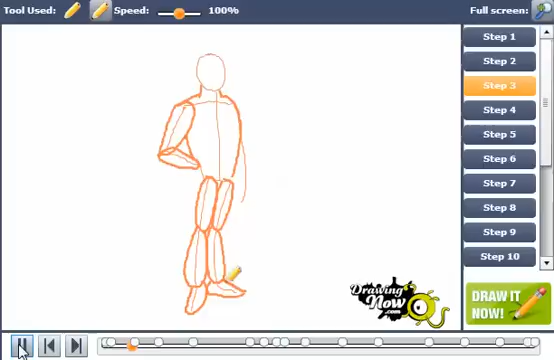 Tool Used:
Speed: 100%
Full screen:
Step 1
Step 2
Step 3
Step 4
Step 5
Step 6
Step 7
Step 8
Step 9
Step 10
Drawing
Now.com
DRAW IT
NOW!